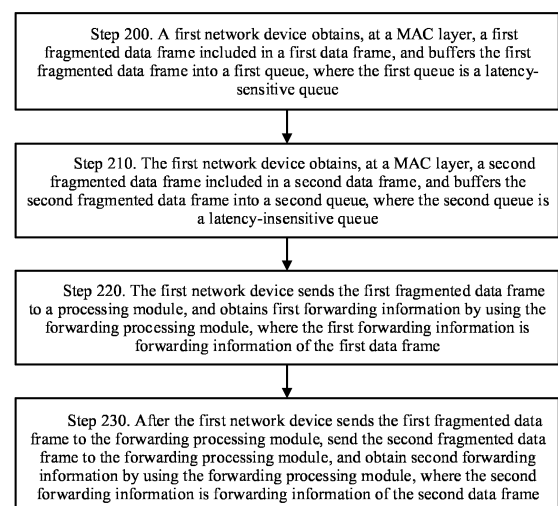 Step 200. A first network device obtains, at a MAC layer, a first
fragmented data frame included in a first data frame, and buffers the first
fragmented data frame into a first queue, where the first queue is a latency-
sensitive queue
Step 210. The first network device obtains, at a MAC layer, a second
fragmented data frame included in a second data frame, and buffers the
second fragmented data frame into a second queue, where the second queue
is a latency-insensitive queue
Step 220. The first network device sends the first fragmented data frame
to a processing module, and obtains first forwarding information by using the
forwarding processing module, where the first forwarding information is
forwarding information of the first data frame
Step 230. After the first network device sends the first fragmented data
frame to the forwarding processing module, send the second fragmented data
frame to the forwarding processing module, and obtain second forwarding
information by using the forwarding processing module, where the second
forwarding information is forwarding information of the second data frame